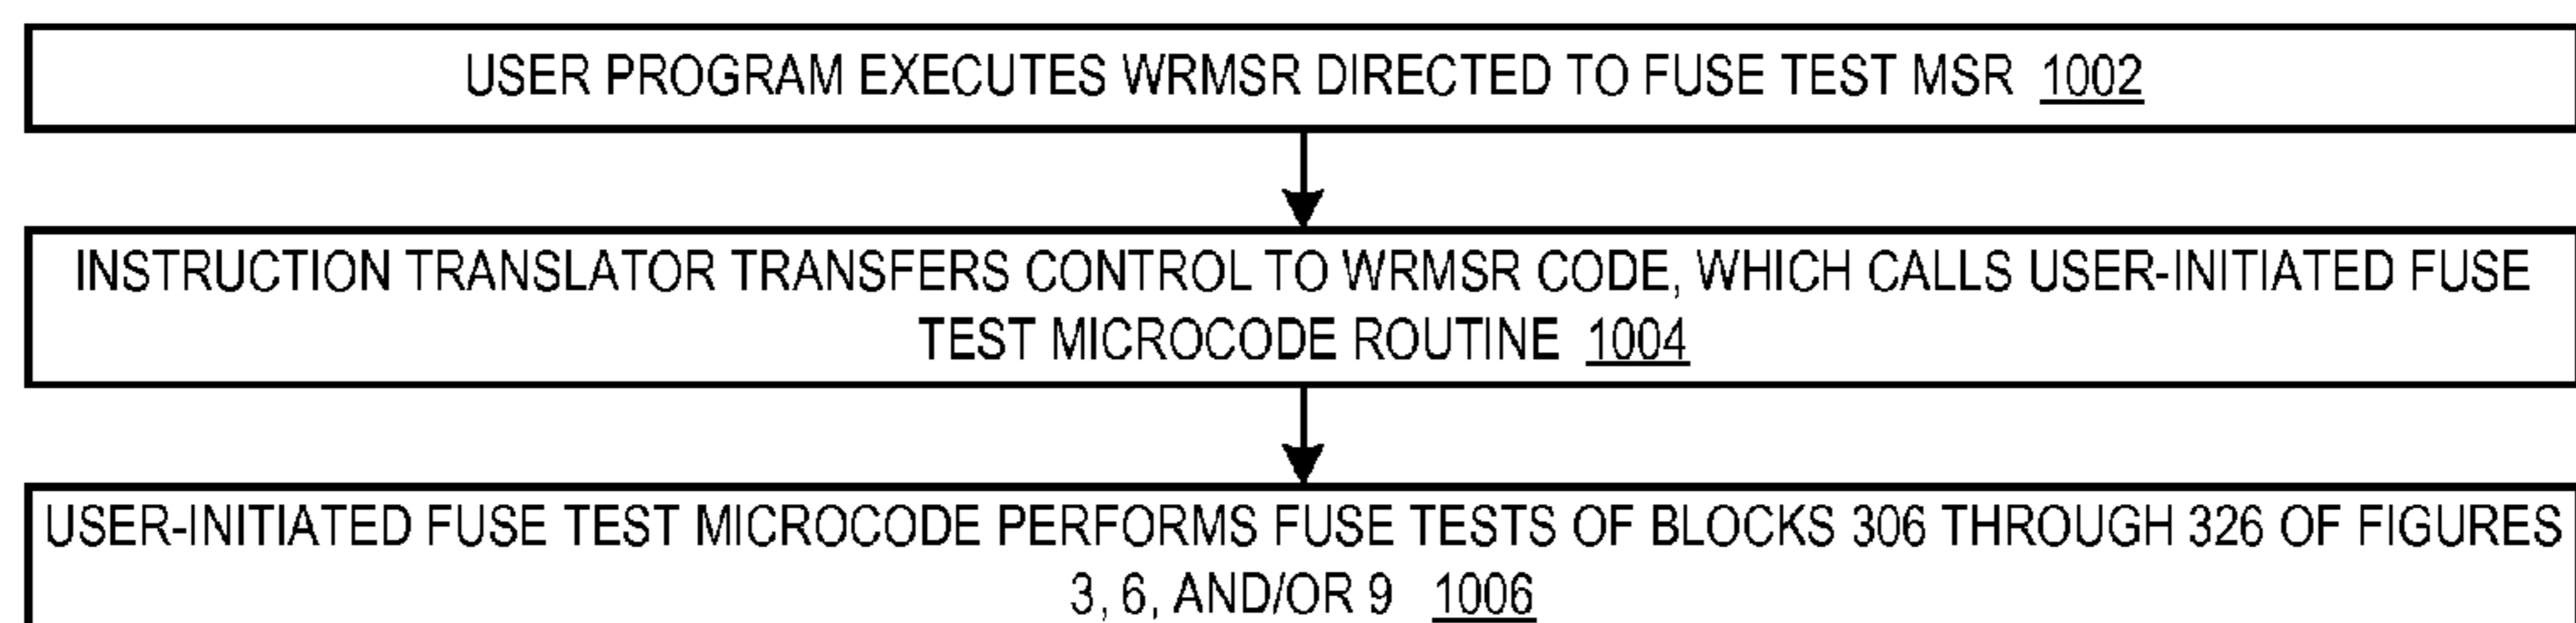 USER PROGRAM EXECUTES WRMSR DIRECTED TO FUSE TEST MSR 1002
INSTRUCTION TRANSLATOR TRANSFERS CONTROL TO WRMSR CODE, WHICH CALLS USER-INITIATED FUSE
TEST MICROCODE ROUTINE 1004
USER-INITIATED FUSE TEST MICROCODE PERFORMS FUSE TESTS OF BLOCKS 306 THROUGH 326 OF FIGURES
3, 6, AND/OR 9 1006